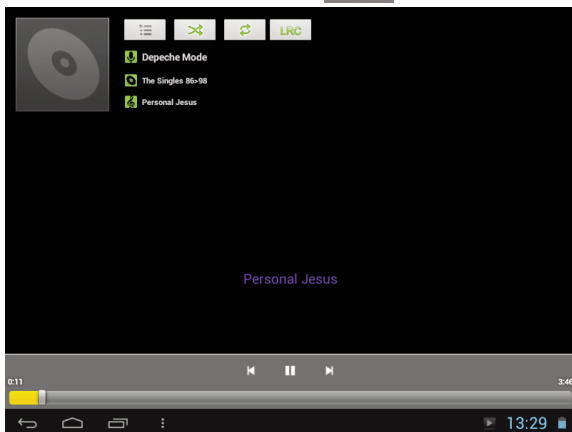 LRC
Depeche Mode
The Singles 86>98
Personal Jesus
Personal Jesus
0:11
3:46
13:29